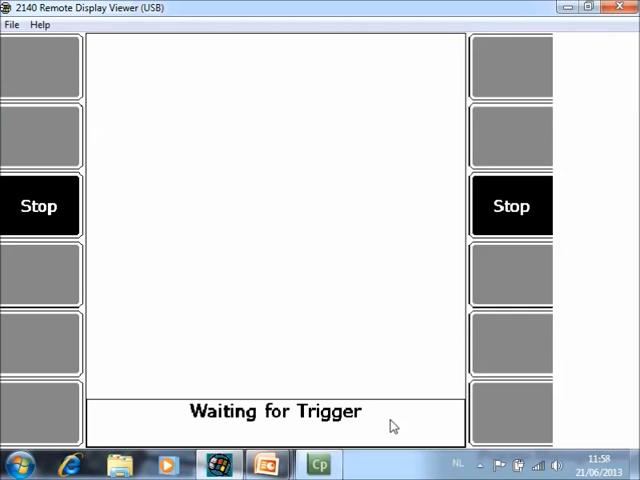 2140 Remote Display Viewer (USB)
File Help
Stop
Stop
Waiting for Trigger
Cp
NL
11:58
21/06/2013